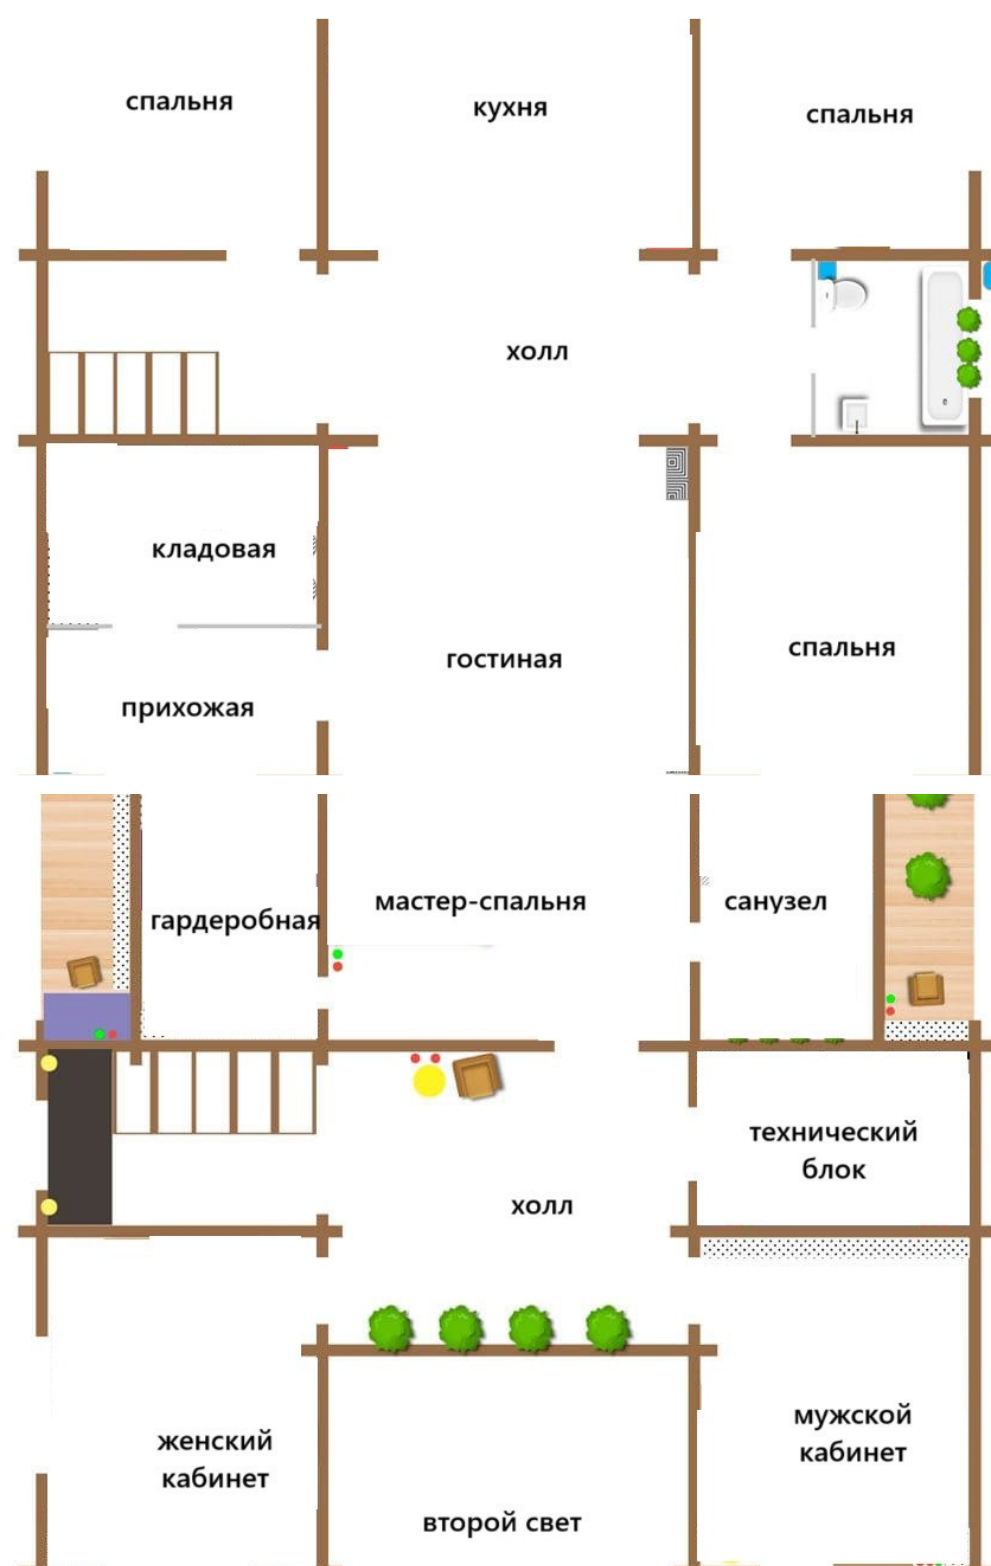 спальня
кухня
спальня
холл
кладовая
гостиная
спальня
прихожая
гардеробная
мастер-спальня
санузел
технический
блок
холл
женский
кабинет
мужской
кабинет
второй свет